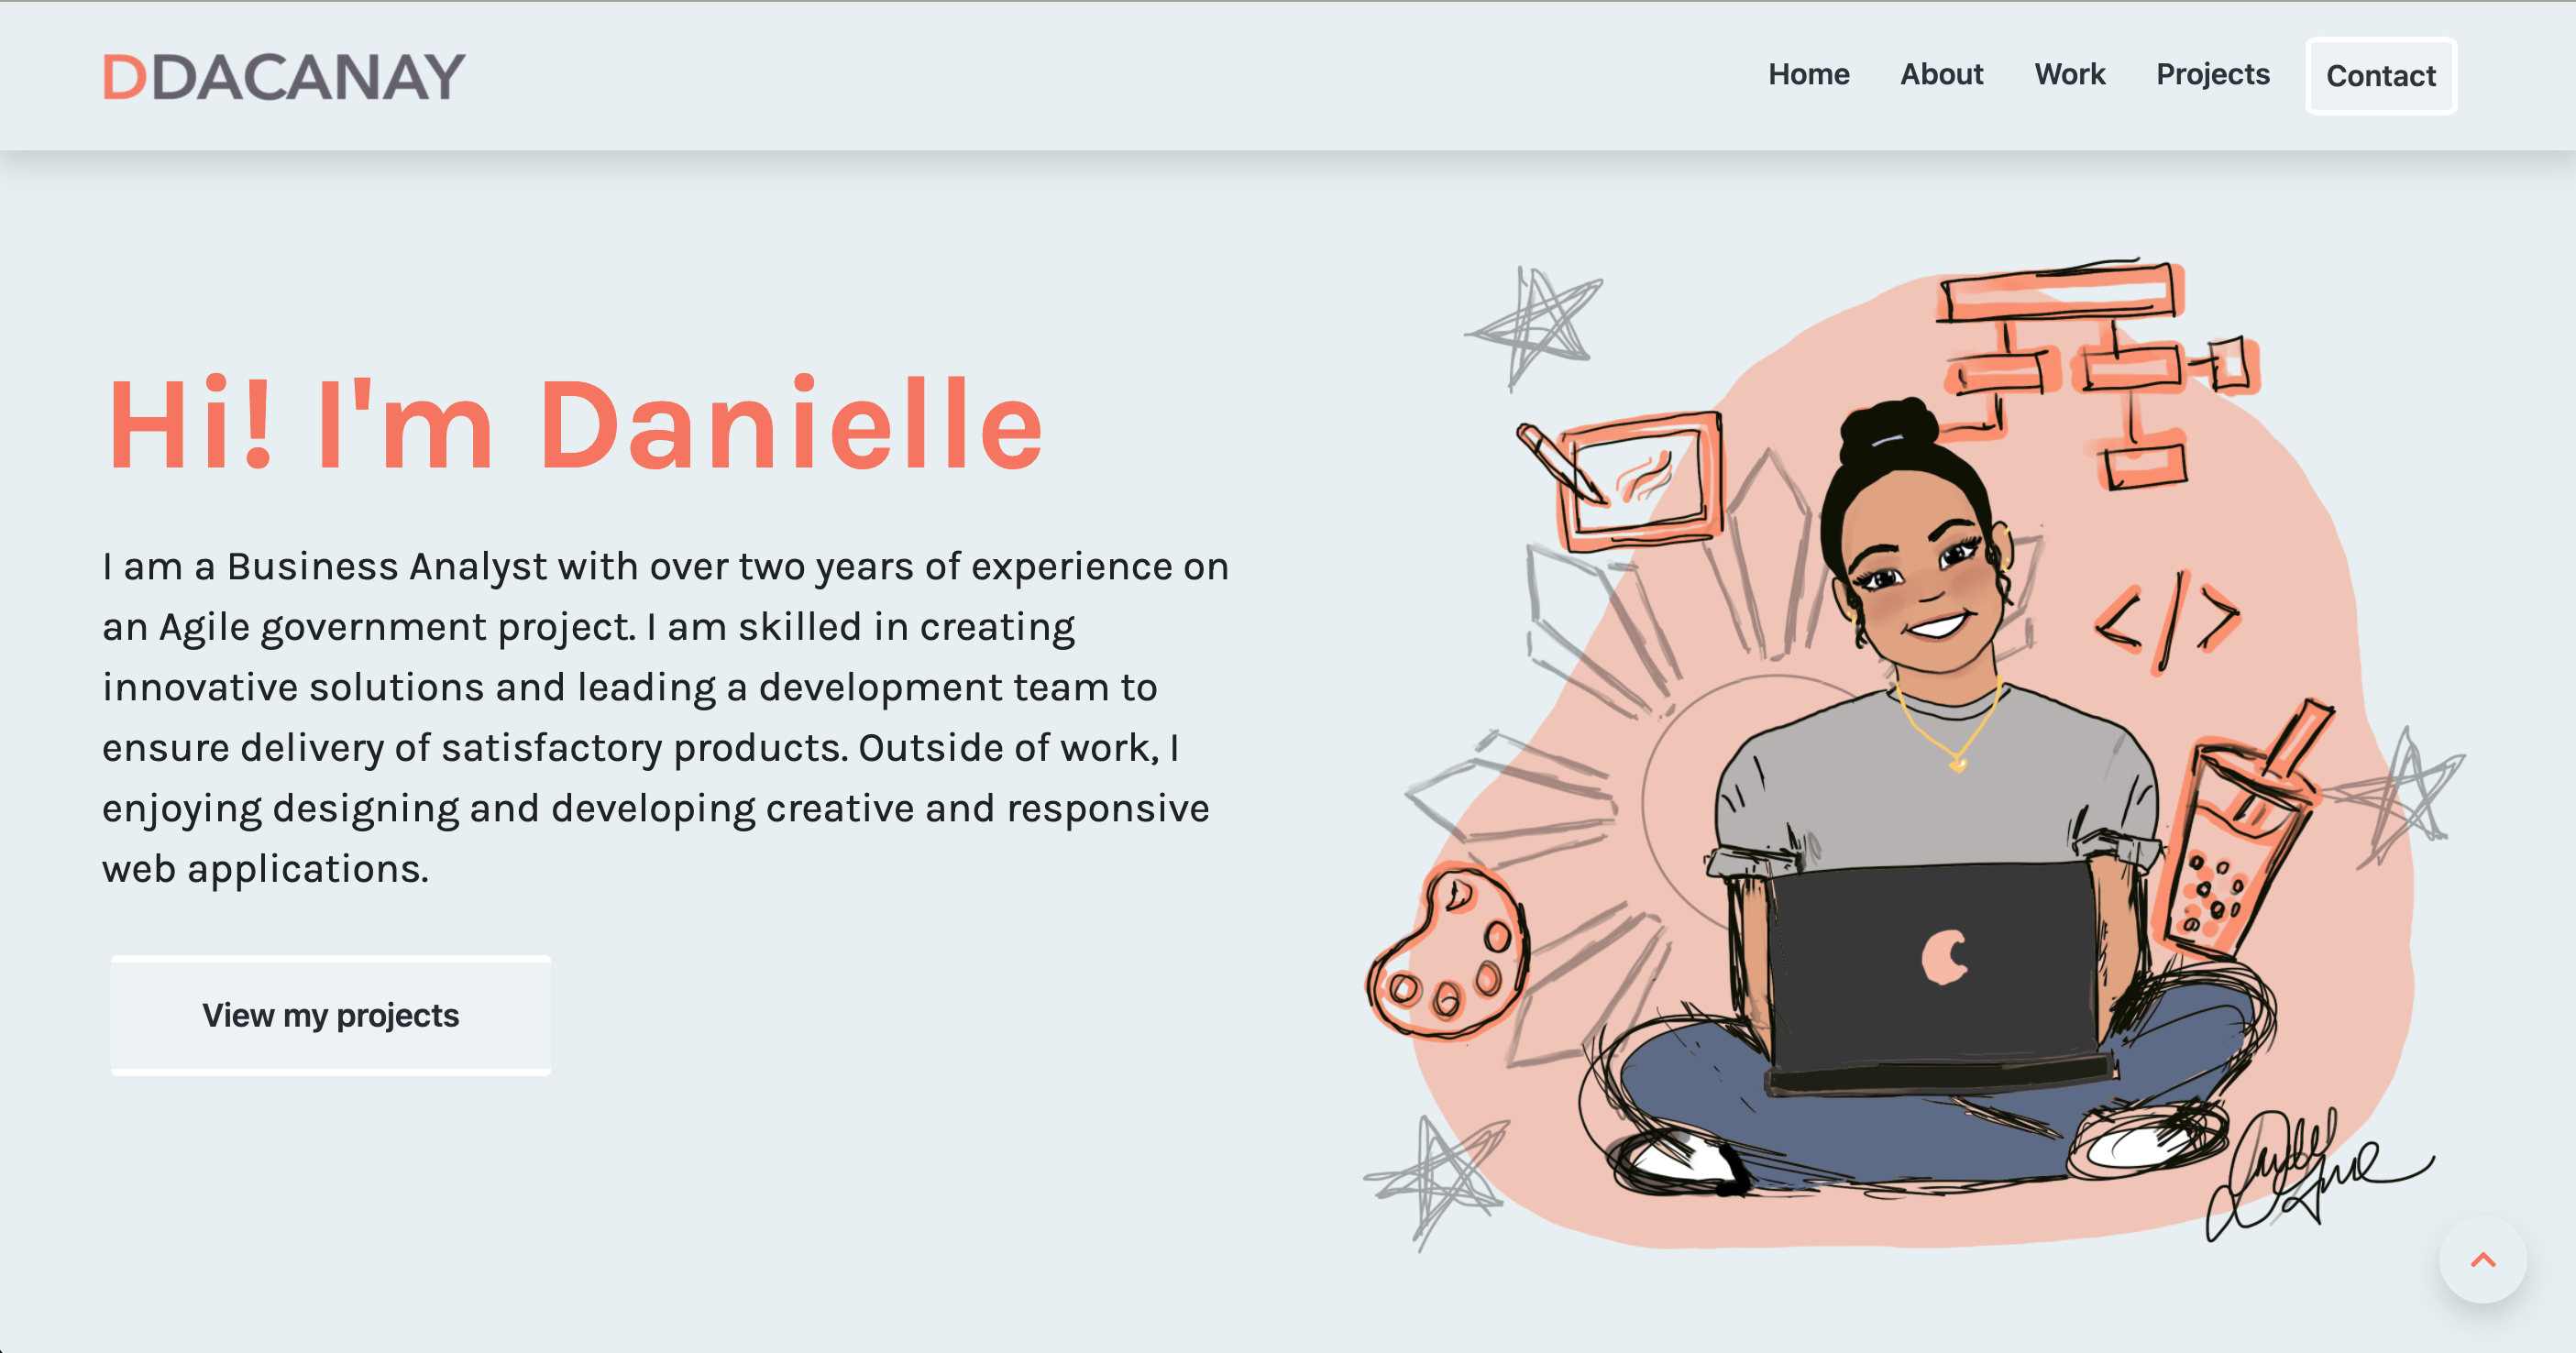 DDACANAY
Home About Work Projects Contact
Hi! I'm Danielle
I am a Business Analyst with over two years of experience on
an Agile government project. I am skilled in creating
innovative solutions and leading a development team to
ensure delivery of satisfactory products. Outside of work, I
enjoying designing and developing creative and responsive
web applications.
View my projects
</>